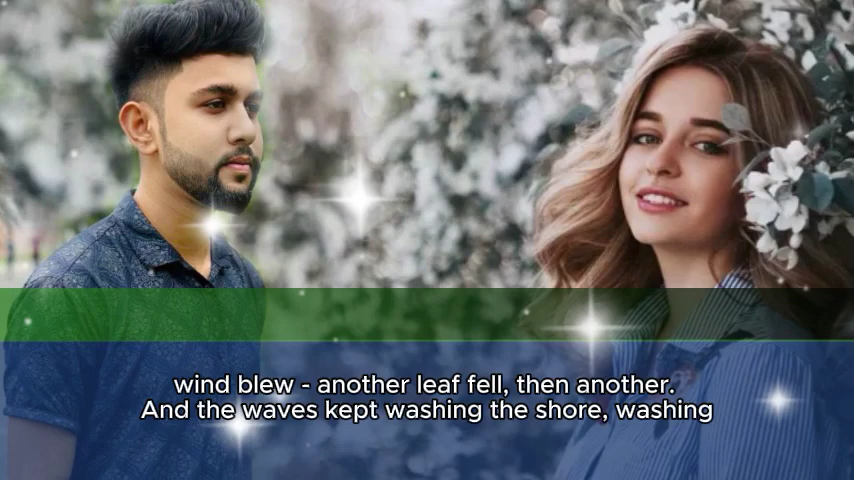 wind blew - another leaf fell, then another.
And the waves kept washing the shore, washing